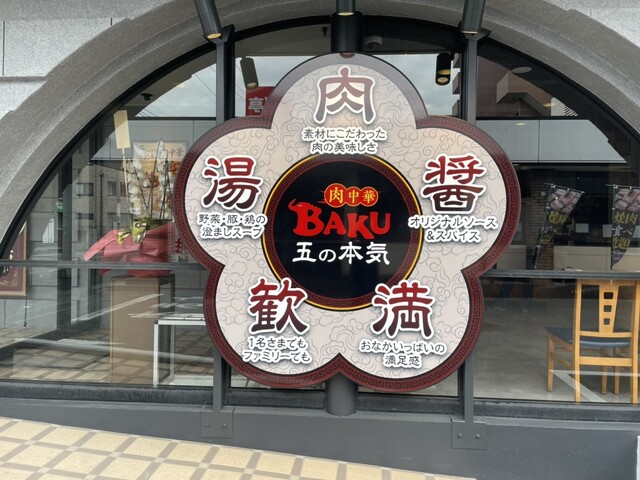 肉
素材にこだわった
肉の美味しさ
湯
野菜・豚・鶏の
澄ましスープ
醤
オリジナルソース
&スパイス
肉中華
BAKU
五の本気
歓
1名さまでも
ファミリーでも
満
おなかいっぱいの
満足感